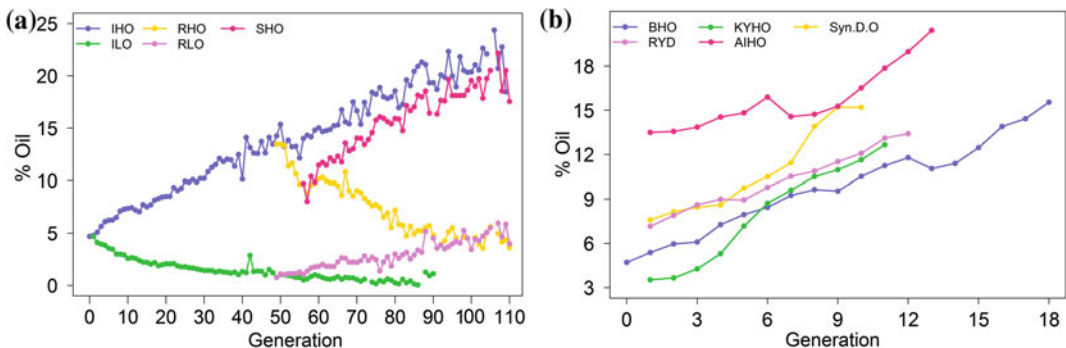 (a)
IHO RHO SHO
ILO RLO
% Oil
25
20
15
10
5
0
0 10 20 30 40 50 60 70 80 90 100 110
Generation
(b)
BHO KYHO Syn.D.O
RYD AIHO
% Oil
18
15
12
9
6
3
0 3 6 9 12 15 18
Generation